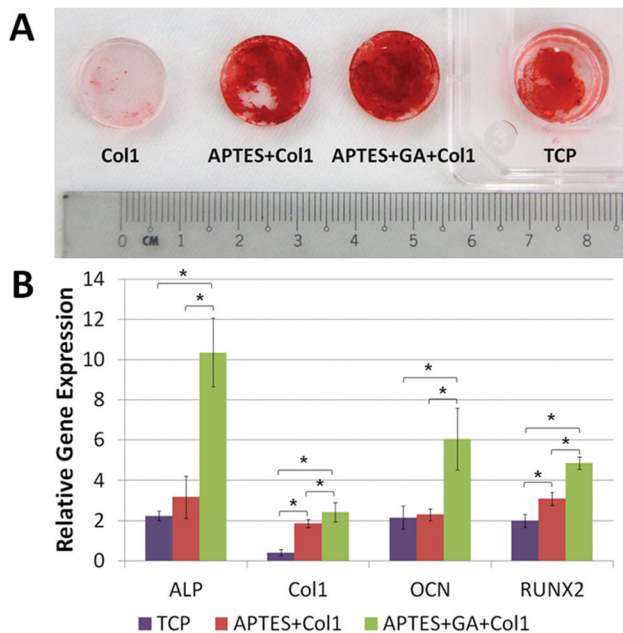 A
Col1 APTES+Col1 APTES+GA+Col1 TCP
0 CM 1 2 3 4 5 6 7 8
B
Relative Gene Expression
14
12
10
8
6
4
2
0
* * * * * * * * * *
ALP Col1 OCN RUNX2
TCP APTES+Col1 APTES+GA+Col1